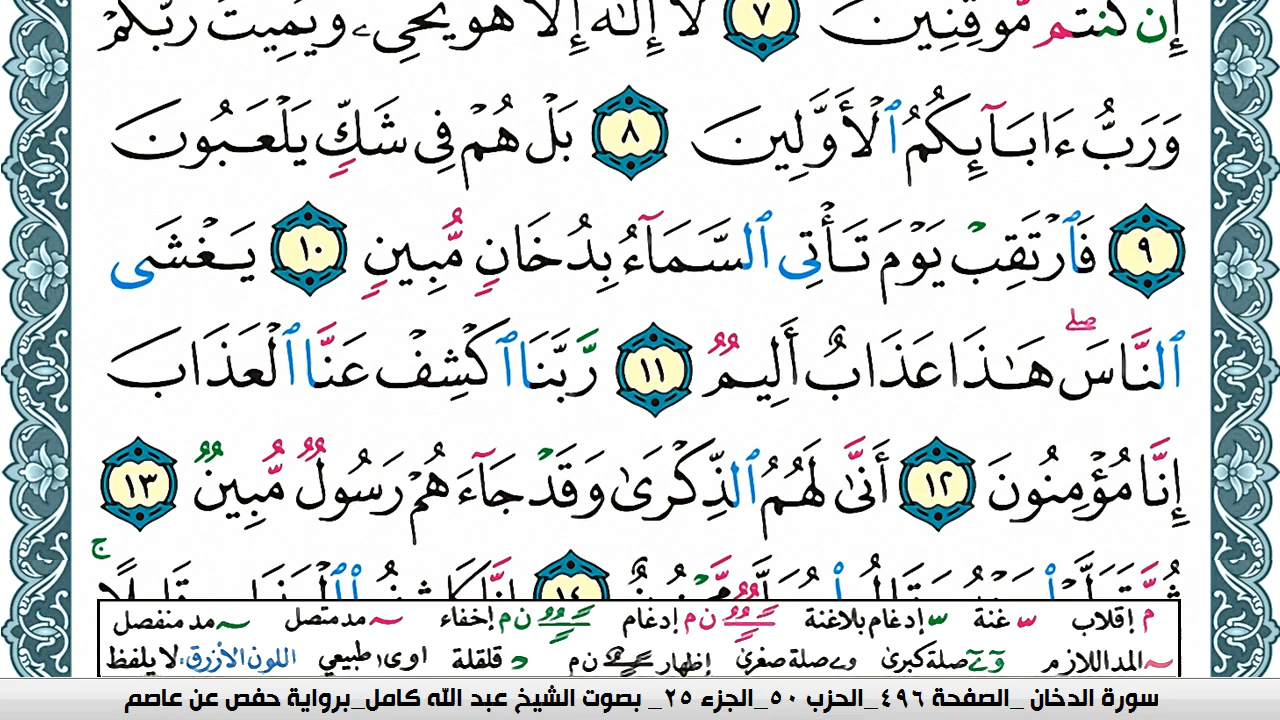 إِن كُنتُم مُّوقِنِينَ ٧ لَا إِلَٰهَ إِلَّا هُوَ يُحْيِۦ وَيُمِيتُ رَبُّكُمْ
وَرَبُّ ءَابَآئِكُمُ ٱلْأَوَّلِينَ ٨ بَلْ هُمْ فِى شَكٍّ يَلْعَبُونَ
٩ فَٱرْتَقِبْ يَوْمَ تَأْتِى ٱلسَّمَآءُ بِدُخَانٍ مُّبِينٍ ١٠ يَغْشَى
ٱلنَّاسَ ۖ هَٰذَا عَذَابٌ أَلِيمٌ ١١ رَّبَّنَا ٱكْشِفْ عَنَّا ٱلْعَذَابَ
إِنَّا مُؤْمِنُونَ ١٢ أَنَّىٰ لَهُمُ ٱلذِّكْرَىٰ وَقَدْ جَآءَهُمْ رَسُولٌ مُّبِينٌ ١٣
م إقلاب س غنة س إدغام بلا غنة ن م إدغام ن م إخفاء مد متصل مد منفصل
المد اللازم صلة كبرى صلة صغرى إظهار ن م قلقلة طبيعي اللون الأزرق: لا يلفظ
سورة الدخان _الصفحة ٤٩٦_الحزب ٥٠_الجزء ٢٥_ بصوت الشيخ عبد الله كامل_برواية حفص عن عاصم